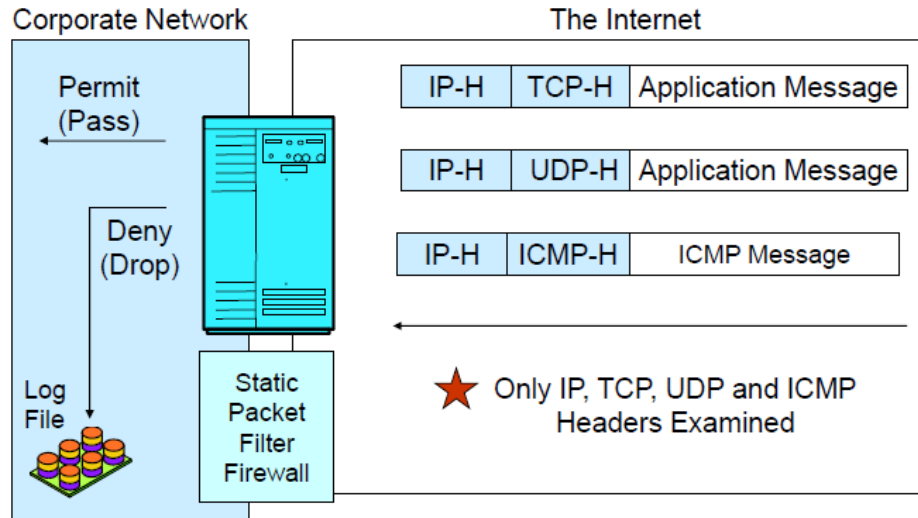 Corporate Network
The Internet
Permit
(Pass)
IP-H TCP-H Application Message
IP-H UDP-H Application Message
Deny
(Drop)
IP-H ICMP-H ICMP Message
Log
File
Static
Packet
Filter
Firewall
Only IP, TCP, UDP and ICMP
Headers Examined